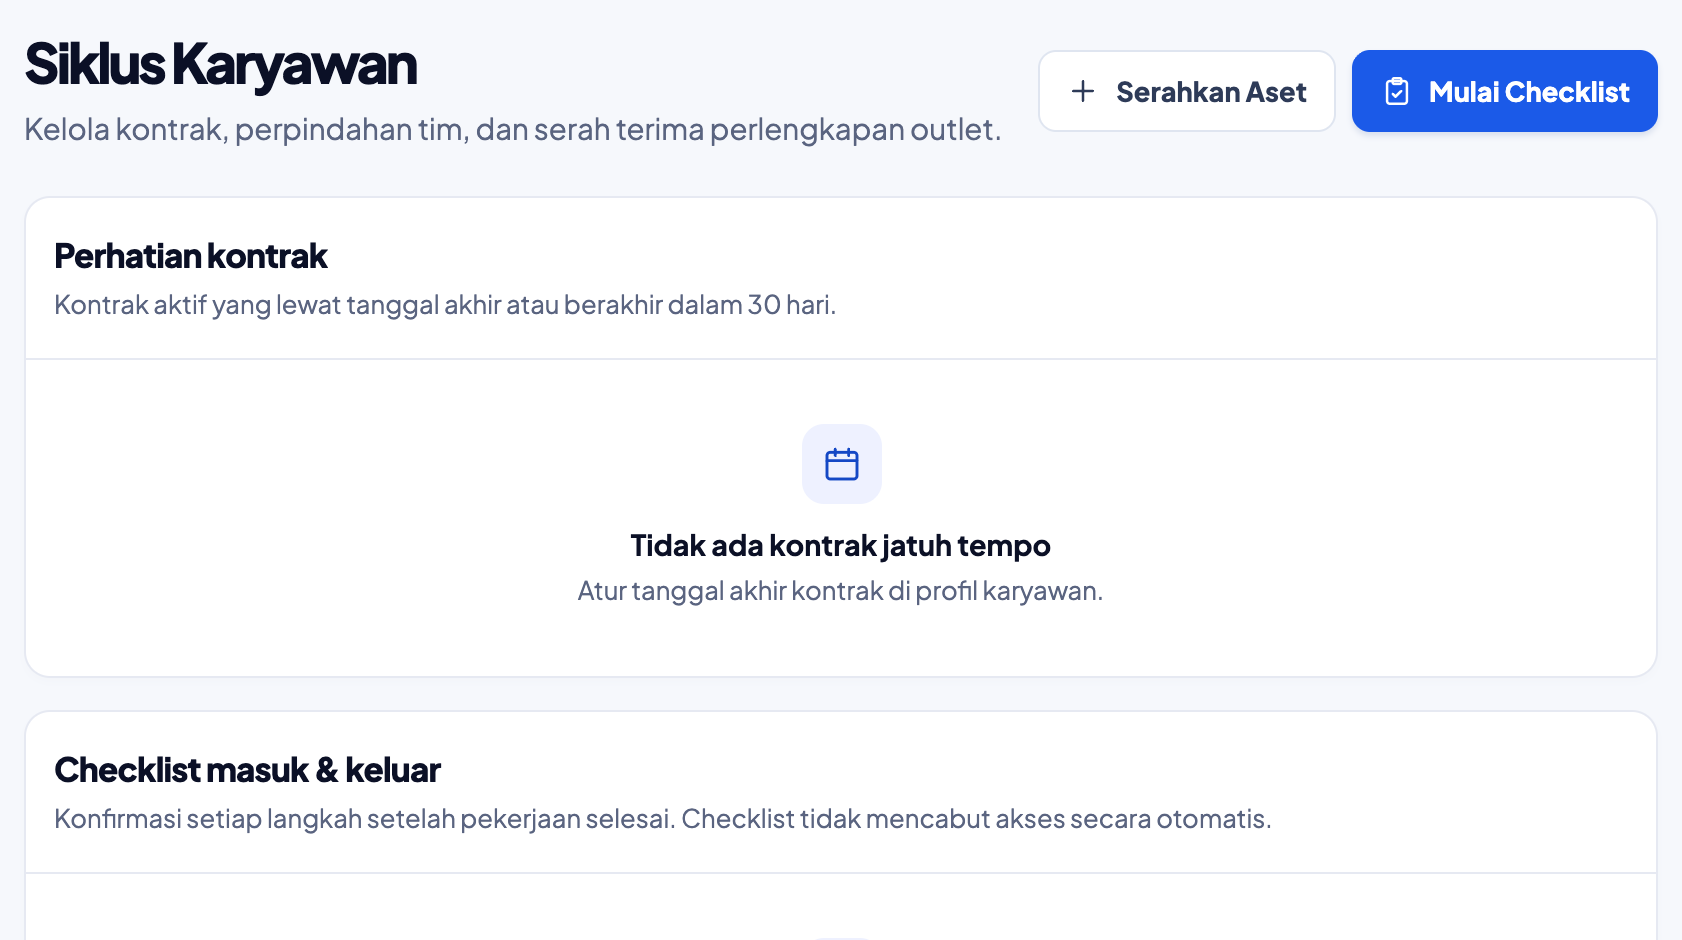 Siklus Karyawan
Kelola kontrak, perpindahan tim, dan serah terima perlengkapan outlet.
Serahkan Aset
Mulai Checklist
Perhatian kontrak
Kontrak aktif yang lewat tanggal akhir atau berakhir dalam 30 hari.
Tidak ada kontrak jatuh tempo
Atur tanggal akhir kontrak di profil karyawan.
Checklist masuk & keluar
Konfirmasi setiap langkah setelah pekerjaan selesai. Checklist tidak mencabut akses secara otomatis.